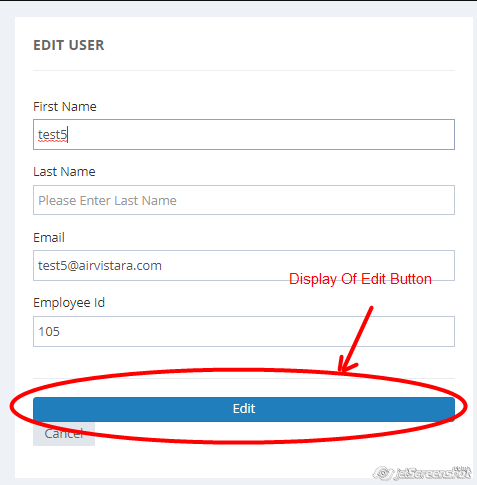 EDIT USER
First Name
test5
Last Name
Please Enter Last Name
Email
test5@airvistara.com
Display Of Edit Button
Employee Id
105
Edit
Cancel
jetScreenshot